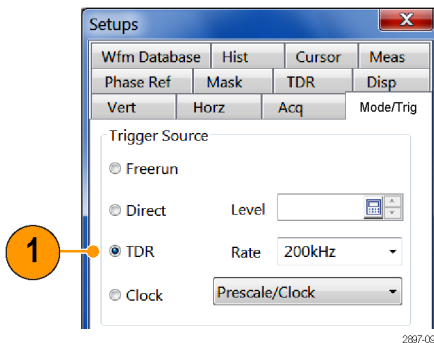 Setups X
Wfm Database Hist Cursor Meas
Phase Ref Mask TDR Disp
Vert Horz Acq Mode/Trig
Trigger Source
Freerun
Direct Level
1 TDR Rate 200kHz
Clock Prescale/Clock
2897-09